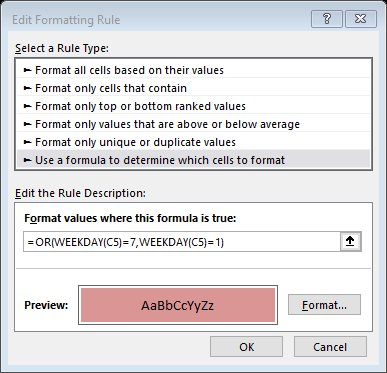 Edit Formatting Rule
Select a Rule Type:
► Format all cells based on their values
► Format only cells that contain
► Format only top or bottom ranked values
► Format only values that are above or below average
► Format only unique or duplicate values
► Use a formula to determine which cells to format
Edit the Rule Description:
Format values where this formula is true:
=OR(WEEKDAY(C5)=7,WEEKDAY(C5)=1)
Preview: AaBbCcYyZz Format...
OK Cancel